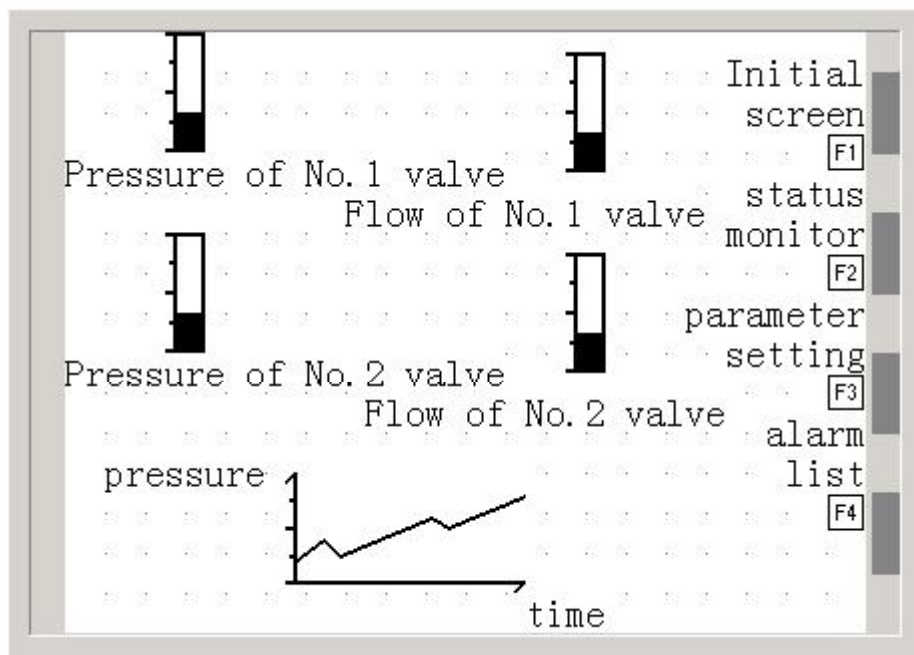 Initial
screen
F1
Pressure of No.1 valve
Flow of No.1 valve
status
monitor
F2
Pressure of No.2 valve
Flow of No.2 valve
parameter
setting
F3
alarm
list
F4
pressure
time